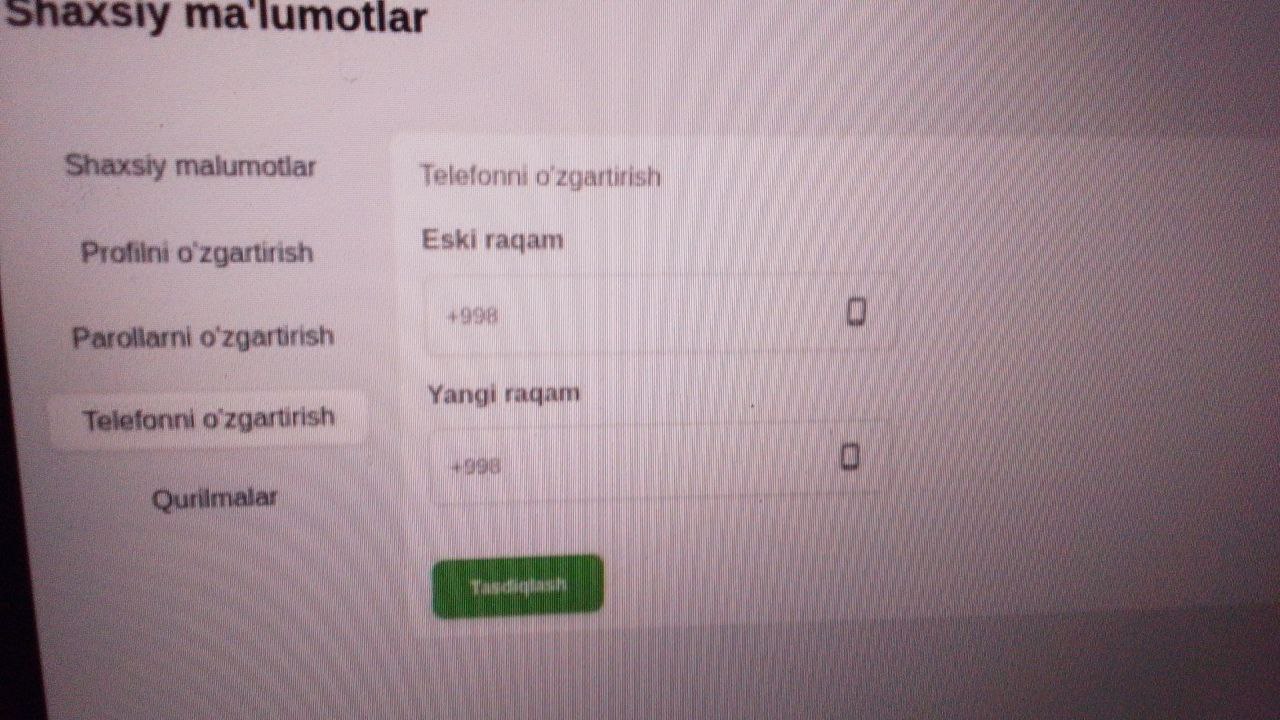 Shaxsiy ma'lumotlar
Shaxsiy malumotlar
Profilni o'zgartirish
Parollarni o'zgartirish
Telefonni o'zgartirish
Qurilmalar
Telefonni o'zgartirish
Eski raqam
+998
Yangi raqam
+998
Tasdiqlash